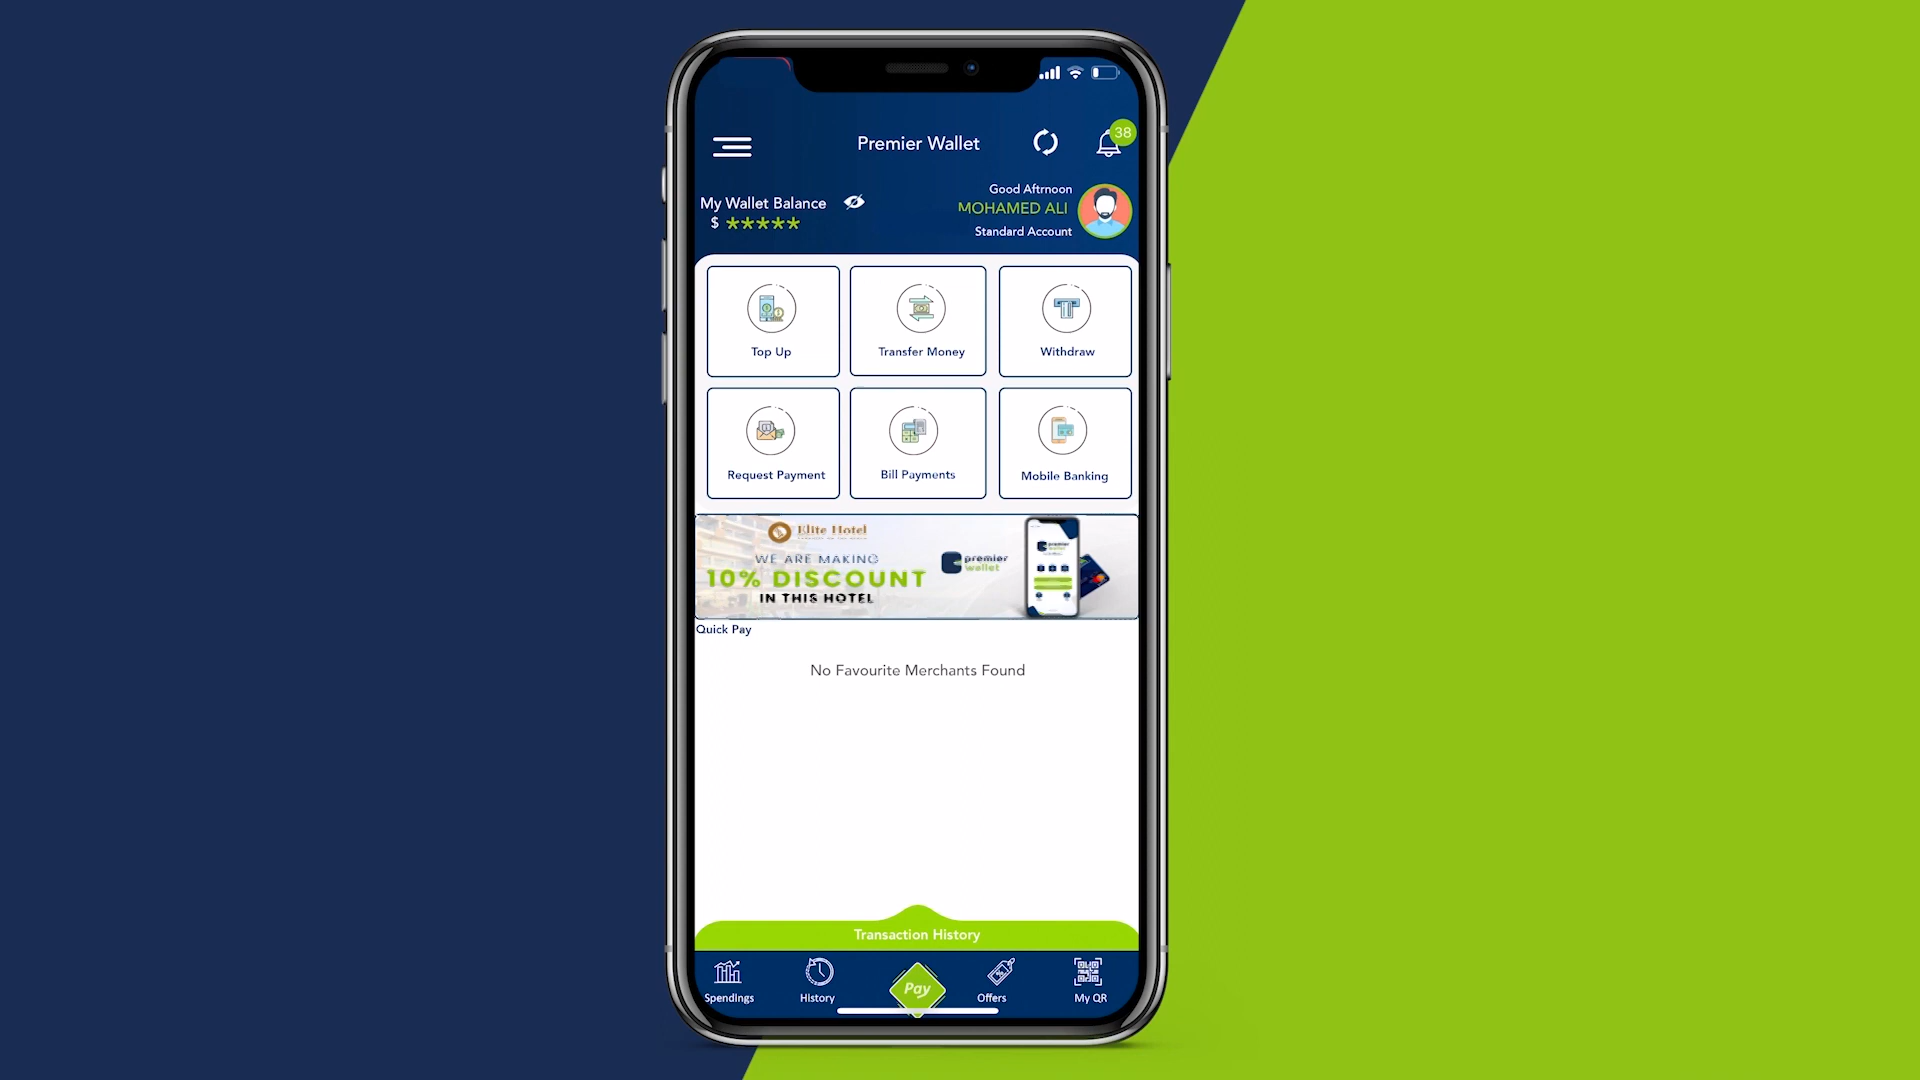 Premier Wallet
38
My Wallet Balance
$ *****
Good Aftrnoon
MOHAMED ALI
Standard Account
Top Up
Transfer Money
Withdraw
Request Payment
Bill Payments
Mobile Banking
Elite Hotel
WE ARE MAKING
10% DISCOUNT
IN THIS HOTEL
premier
wallet
premier
wallet
Quick Pay
No Favourite Merchants Found
Transaction History
Spendings
History
Pay
Offers
My QR